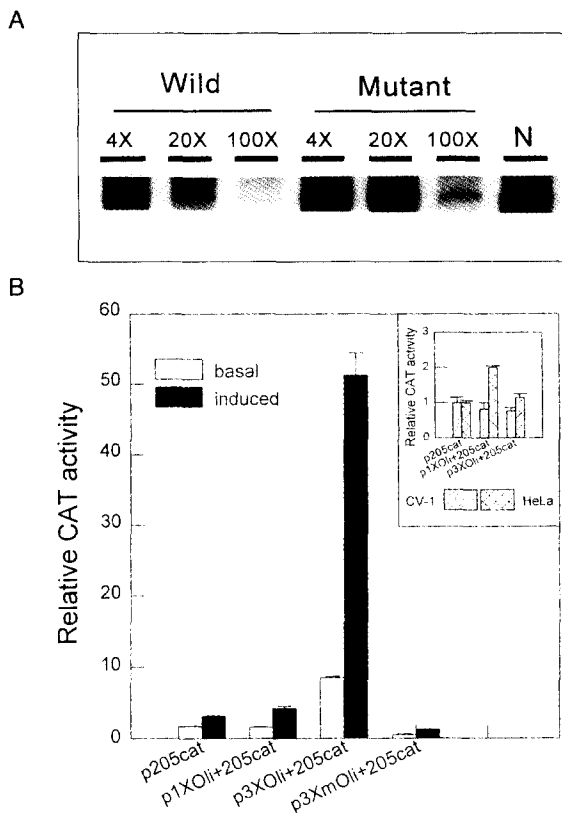 A
Wild Mutant
4X 20X 100X 4X 20X 100X N
B
Relative CAT activity
60
50
40
30
20
10
0
basal
induced
p205cat
p1XOli+205cat
p3XOli+205cat
p3XmOli+205cat
Relative CAT activity
3
2
1
0
p205cat
p1XOli+205cat
p3XOli+205cat
CV-1 HeLa